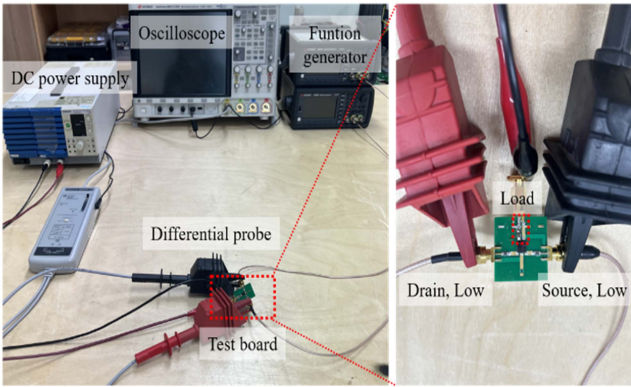 Oscilloscope
Funtion
generator
DC power supply
Differential probe
Test board
Load
Drain, Low
Source, Low